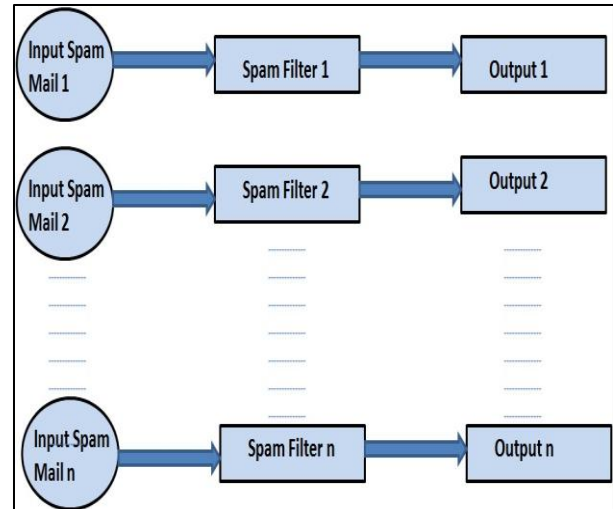 Input Spam
Mail 1
Spam Filter 1
Output 1
Input Spam
Mail 2
Spam Filter 2
Output 2
Input Spam
Mail n
Spam Filter n
Output n